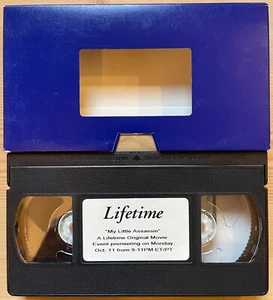 Lifetime
"My Little Assassin"
A Lifetime Original Movie
Event premiering on Monday,
Oct. 11 from 9-11PM ET/PT